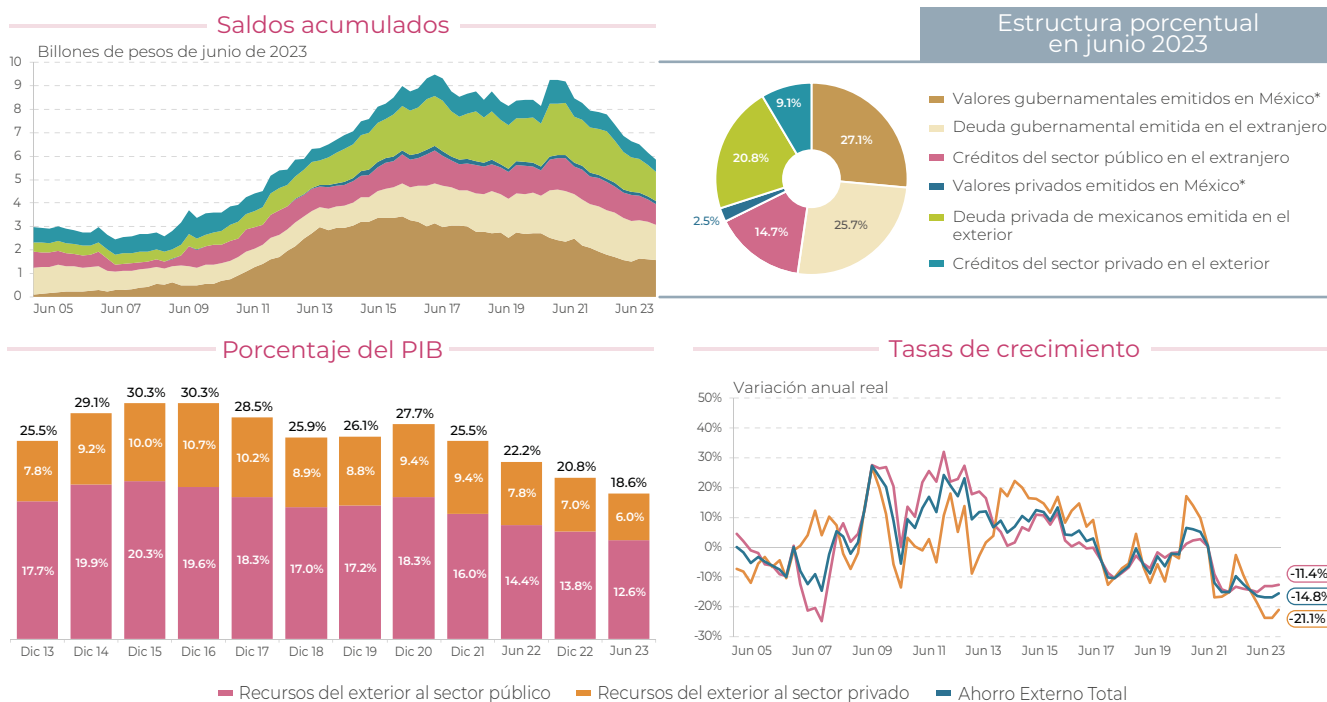 Saldos acumulados
Billones de pesos de junio de 2023
10
9
8
7
6
5
4
3
2
1
0
Jun 05
Jun 07
Jun 09
Jun 11
Jun 13
Jun 15
Jun 17
Jun 19
Jun 21
Jun 23
Estructura porcentual
en junio 2023
9.1%
27.1%
20.8%
2.5%
14.7%
25.7%
Valores gubernamentales emitidos en México*
Deuda gubernamental emitida en el extranjero
Créditos del sector público en el extranjero
Valores privados emitidos en México*
Deuda privada de mexicanos emitida en el
exterior
Créditos del sector privado en el exterior
Porcentaje del PIB
25.5%
29.1%
30.3%
30.3%
28.5%
25.9%
26.1%
27.7%
25.5%
22.2%
20.8%
18.6%
7.8%
9.2%
10.0%
10.7%
10.2%
8.9%
8.8%
9.4%
9.4%
7.8%
7.0%
6.0%
17.7%
19.9%
20.3%
19.6%
18.3%
17.0%
17.2%
18.3%
16.0%
14.4%
13.8%
12.6%
Dic 13
Dic 14
Dic 15
Dic 16
Dic 17
Dic 18
Dic 19
Dic 20
Dic 21
Jun 22
Dic 22
Jun 23
Tasas de crecimiento
Variación anual real
50%
40%
30%
20%
10%
0%
-10%
-20%
-30%
Jun 05
Jun 07
Jun 09
Jun 11
Jun 13
Jun 15
Jun 17
Jun 19
Jun 21
Jun 23
-11.4%
-14.8%
-21.1%
Recursos del exterior al sector público
Recursos del exterior al sector privado
Ahorro Externo Total